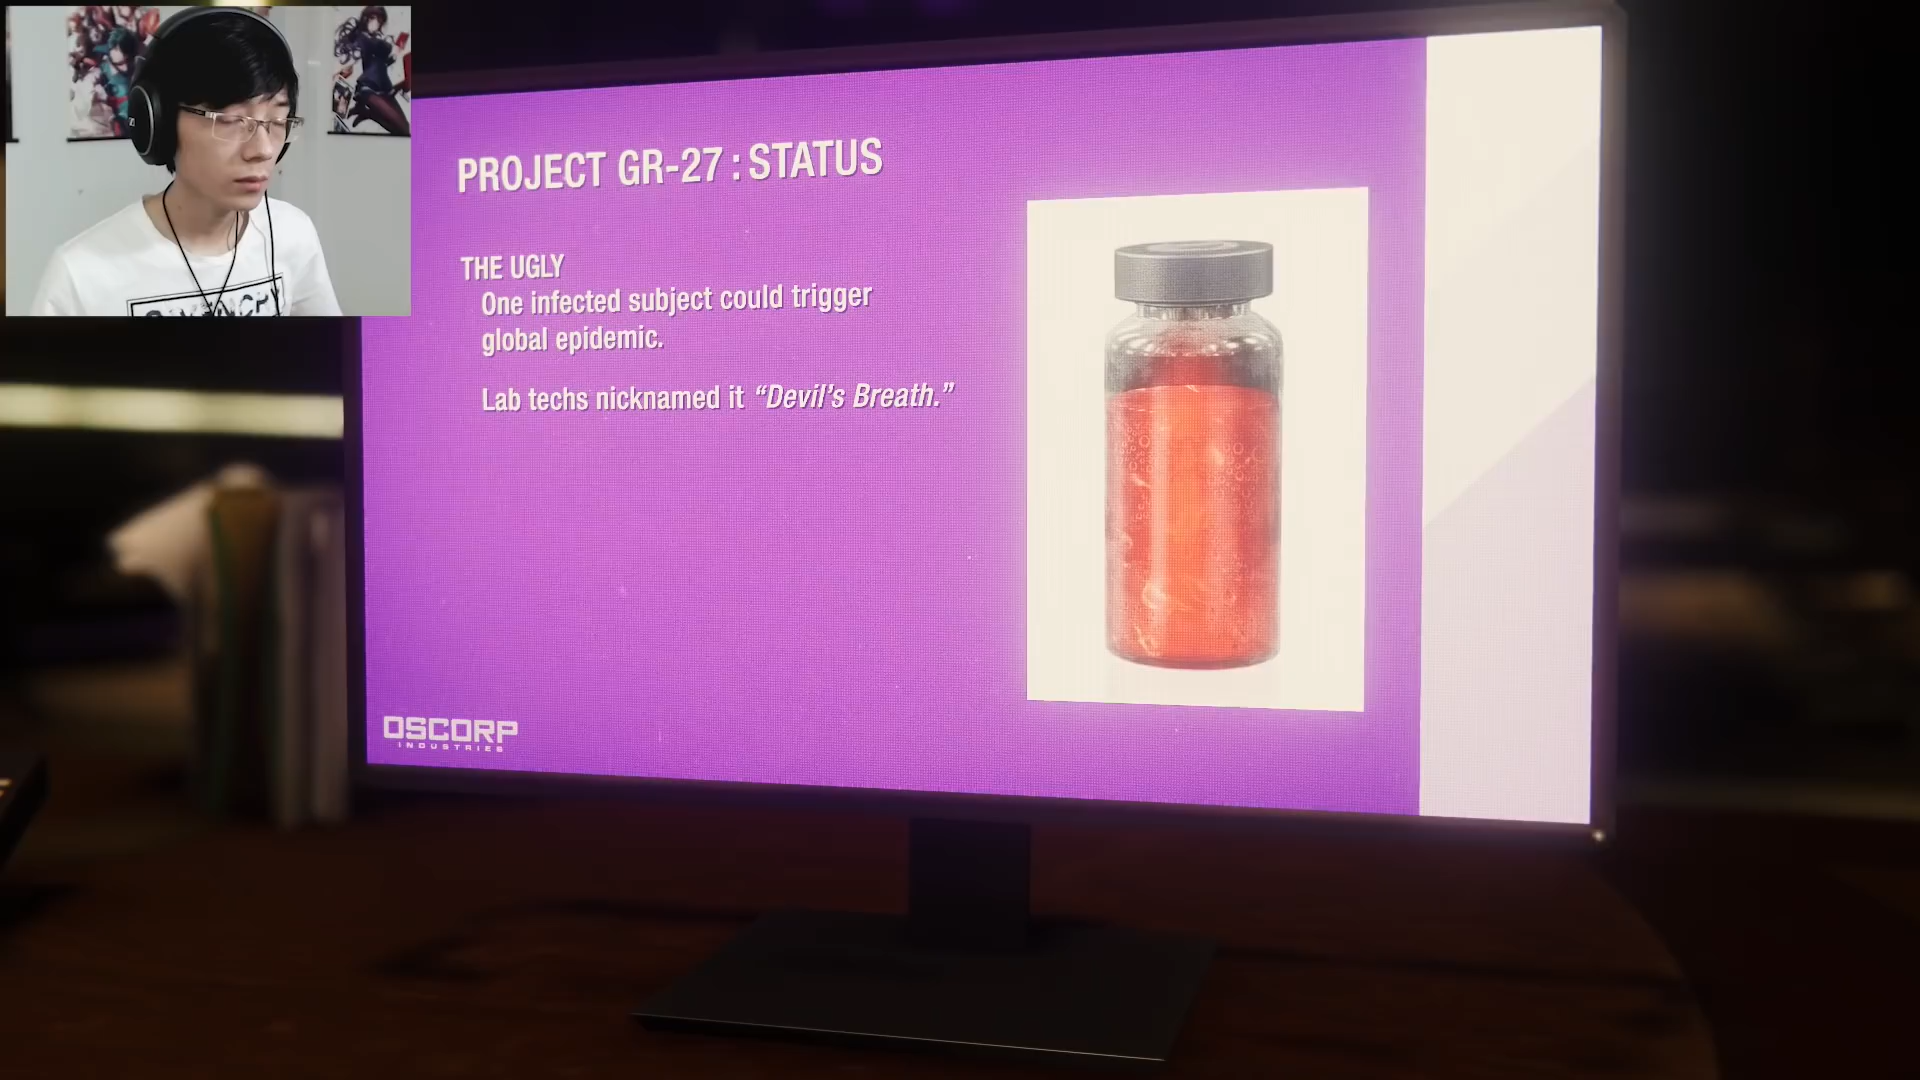 PROJECT GR-27 : STATUS
THE UGLY
One infected subject could trigger
global epidemic.
Lab techs nicknamed it “Devil’s Breath.”
OSCORP
INDUSTRIES